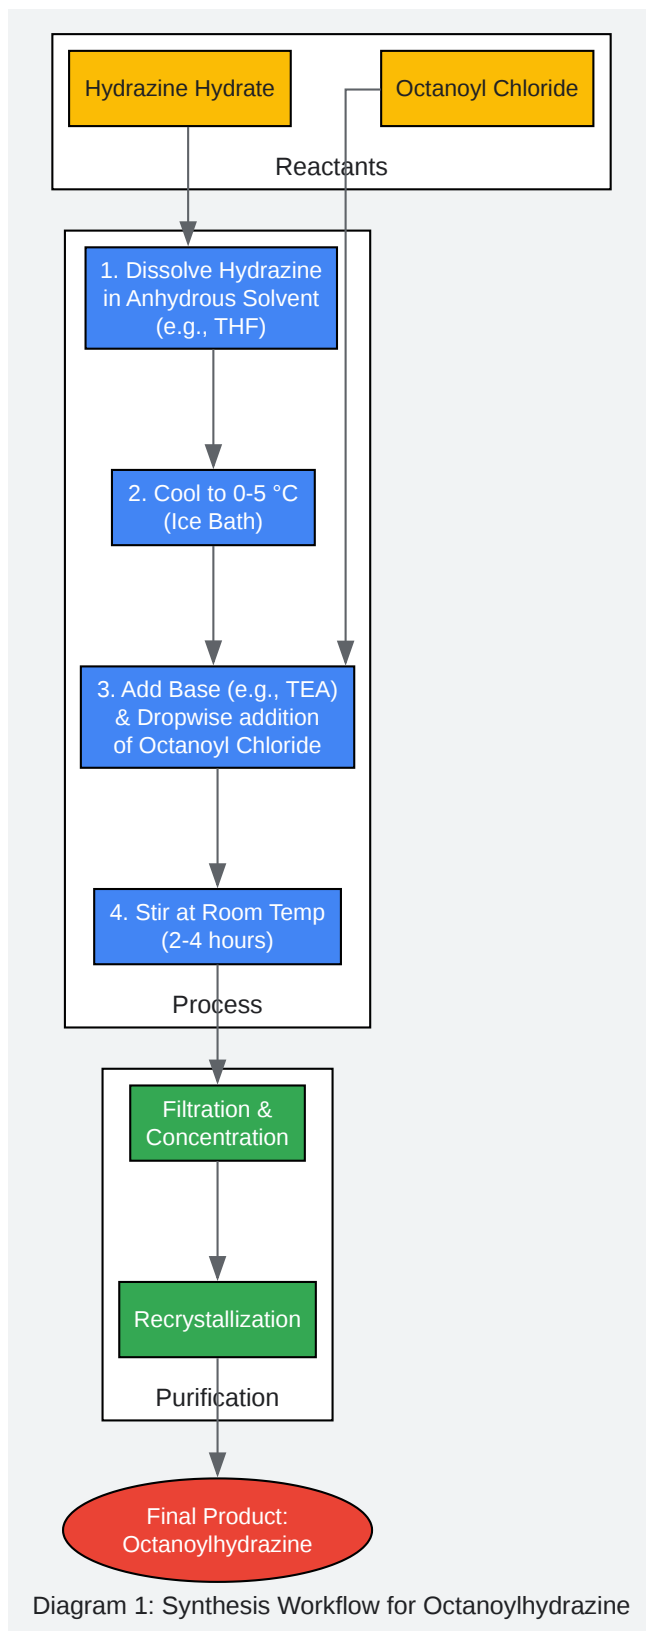 Hydrazine Hydrate
Octanoyl Chloride
Reactants
1. Dissolve Hydrazine
in Anhydrous Solvent
(e.g., THF)
2. Cool to 0-5 °C
(Ice Bath)
3. Add Base (e.g., TEA)
& Dropwise addition
of Octanoyl Chloride
4. Stir at Room Temp
(2-4 hours)
Process
Filtration &
Concentration
Recrystallization
Purification
Final Product:
Octanoylhydrazine
Diagram 1: Synthesis Workflow for Octanoylhydrazine